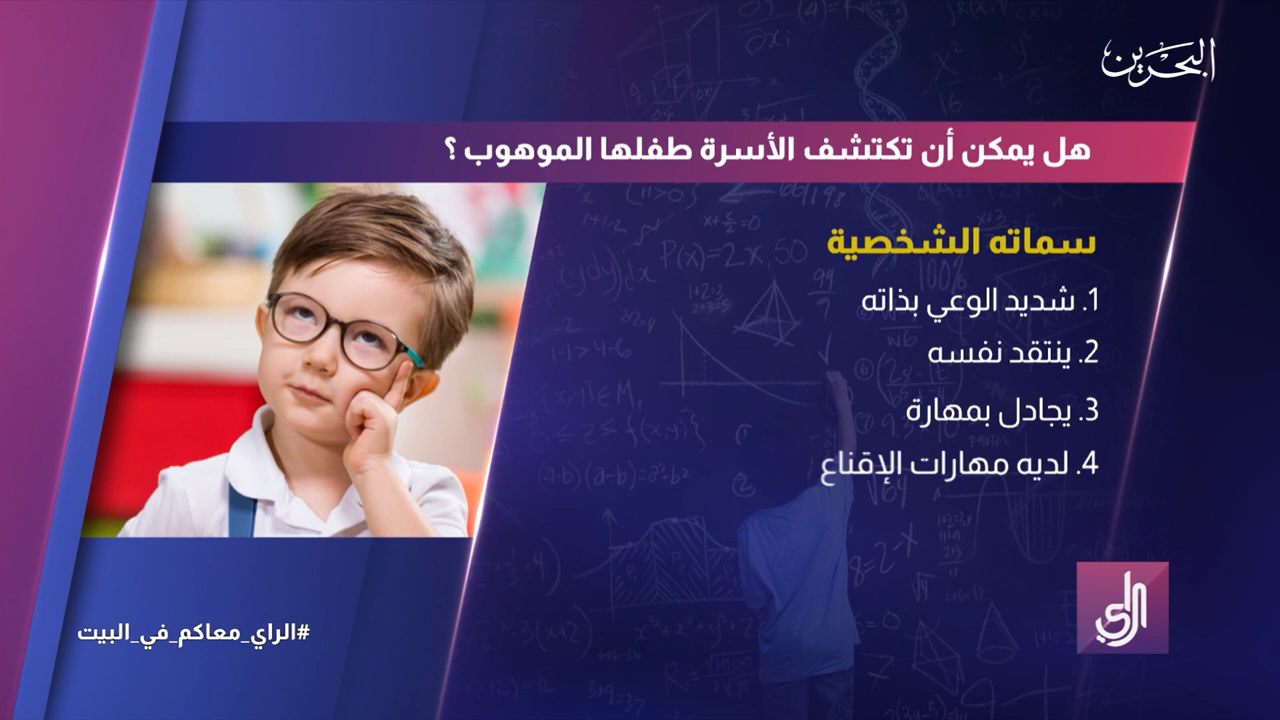 البحرين
هل يمكن أن تكتشف الأسرة طفلها الموهوب ؟
سماته الشخصية
1. شديد الوعي بذاته
2. ينتقد نفسه
3. يجادل بمهارة
4. لديه مهارات الإقناع
الراي
#الراي_معاكم_في_البيت